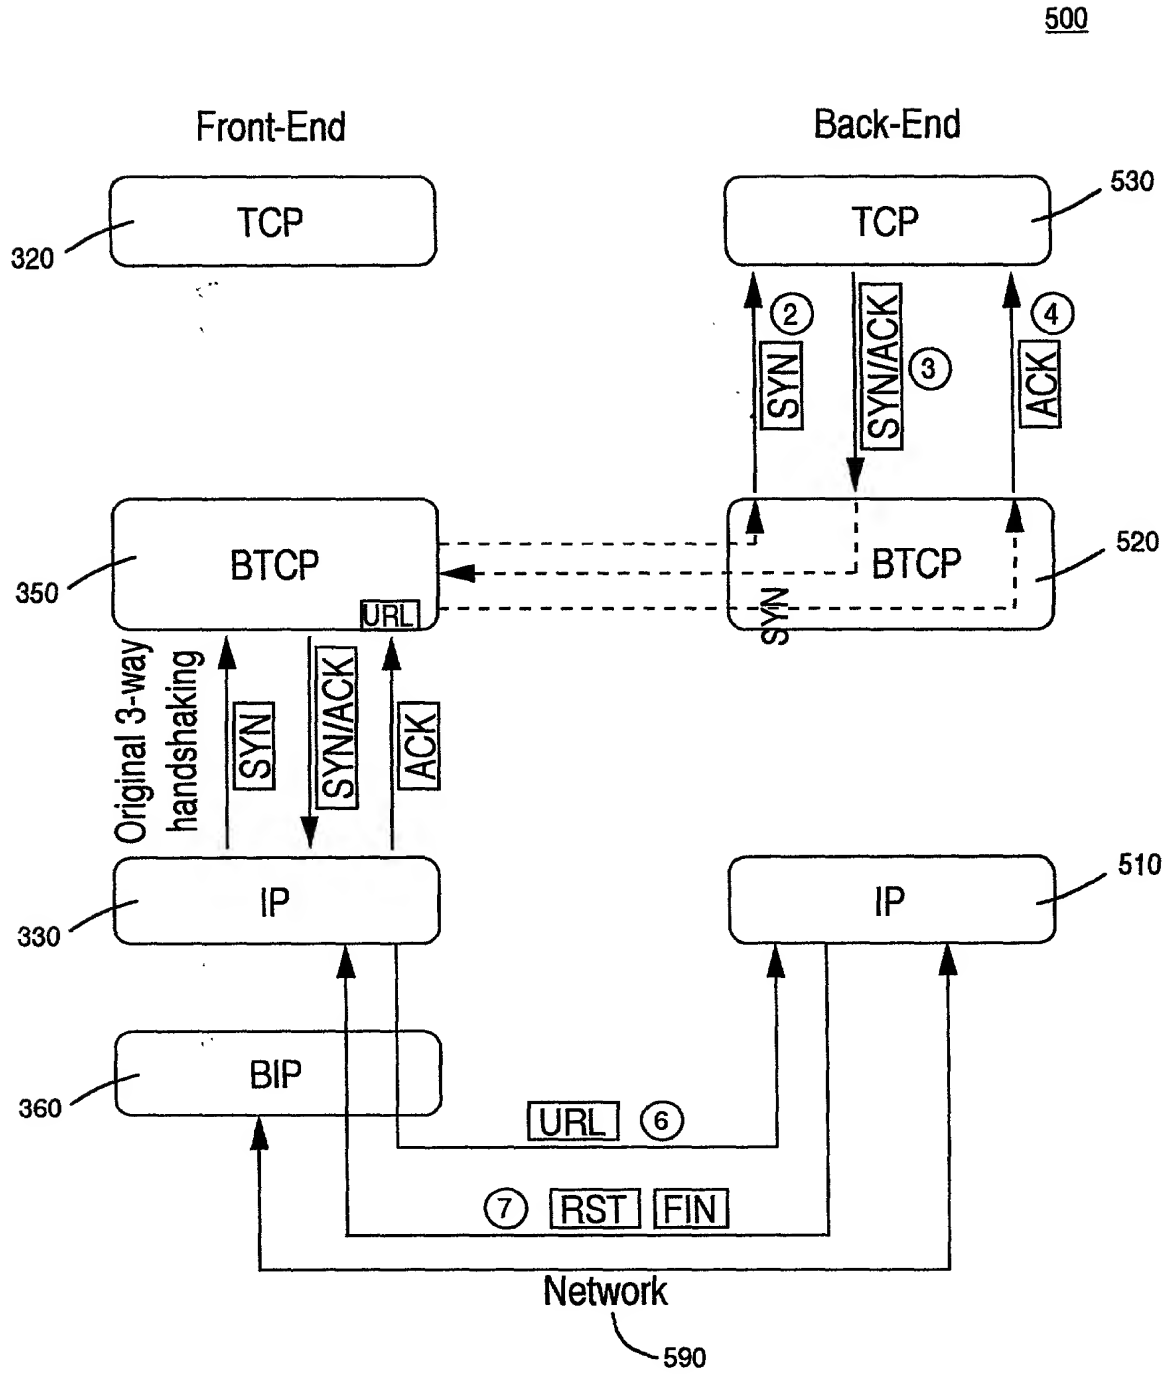 500
Front-End
Back-End
TCP
320
TCP
530
SYN
2
SYN/ACK
3
ACK
4
BTCP
350
URL
BTCP
520
SYN
Original 3-way
handshaking
SYN
SYN/ACK
ACK
IP
330
IP
510
BIP
360
URL
6
7
RST
FIN
Network
590